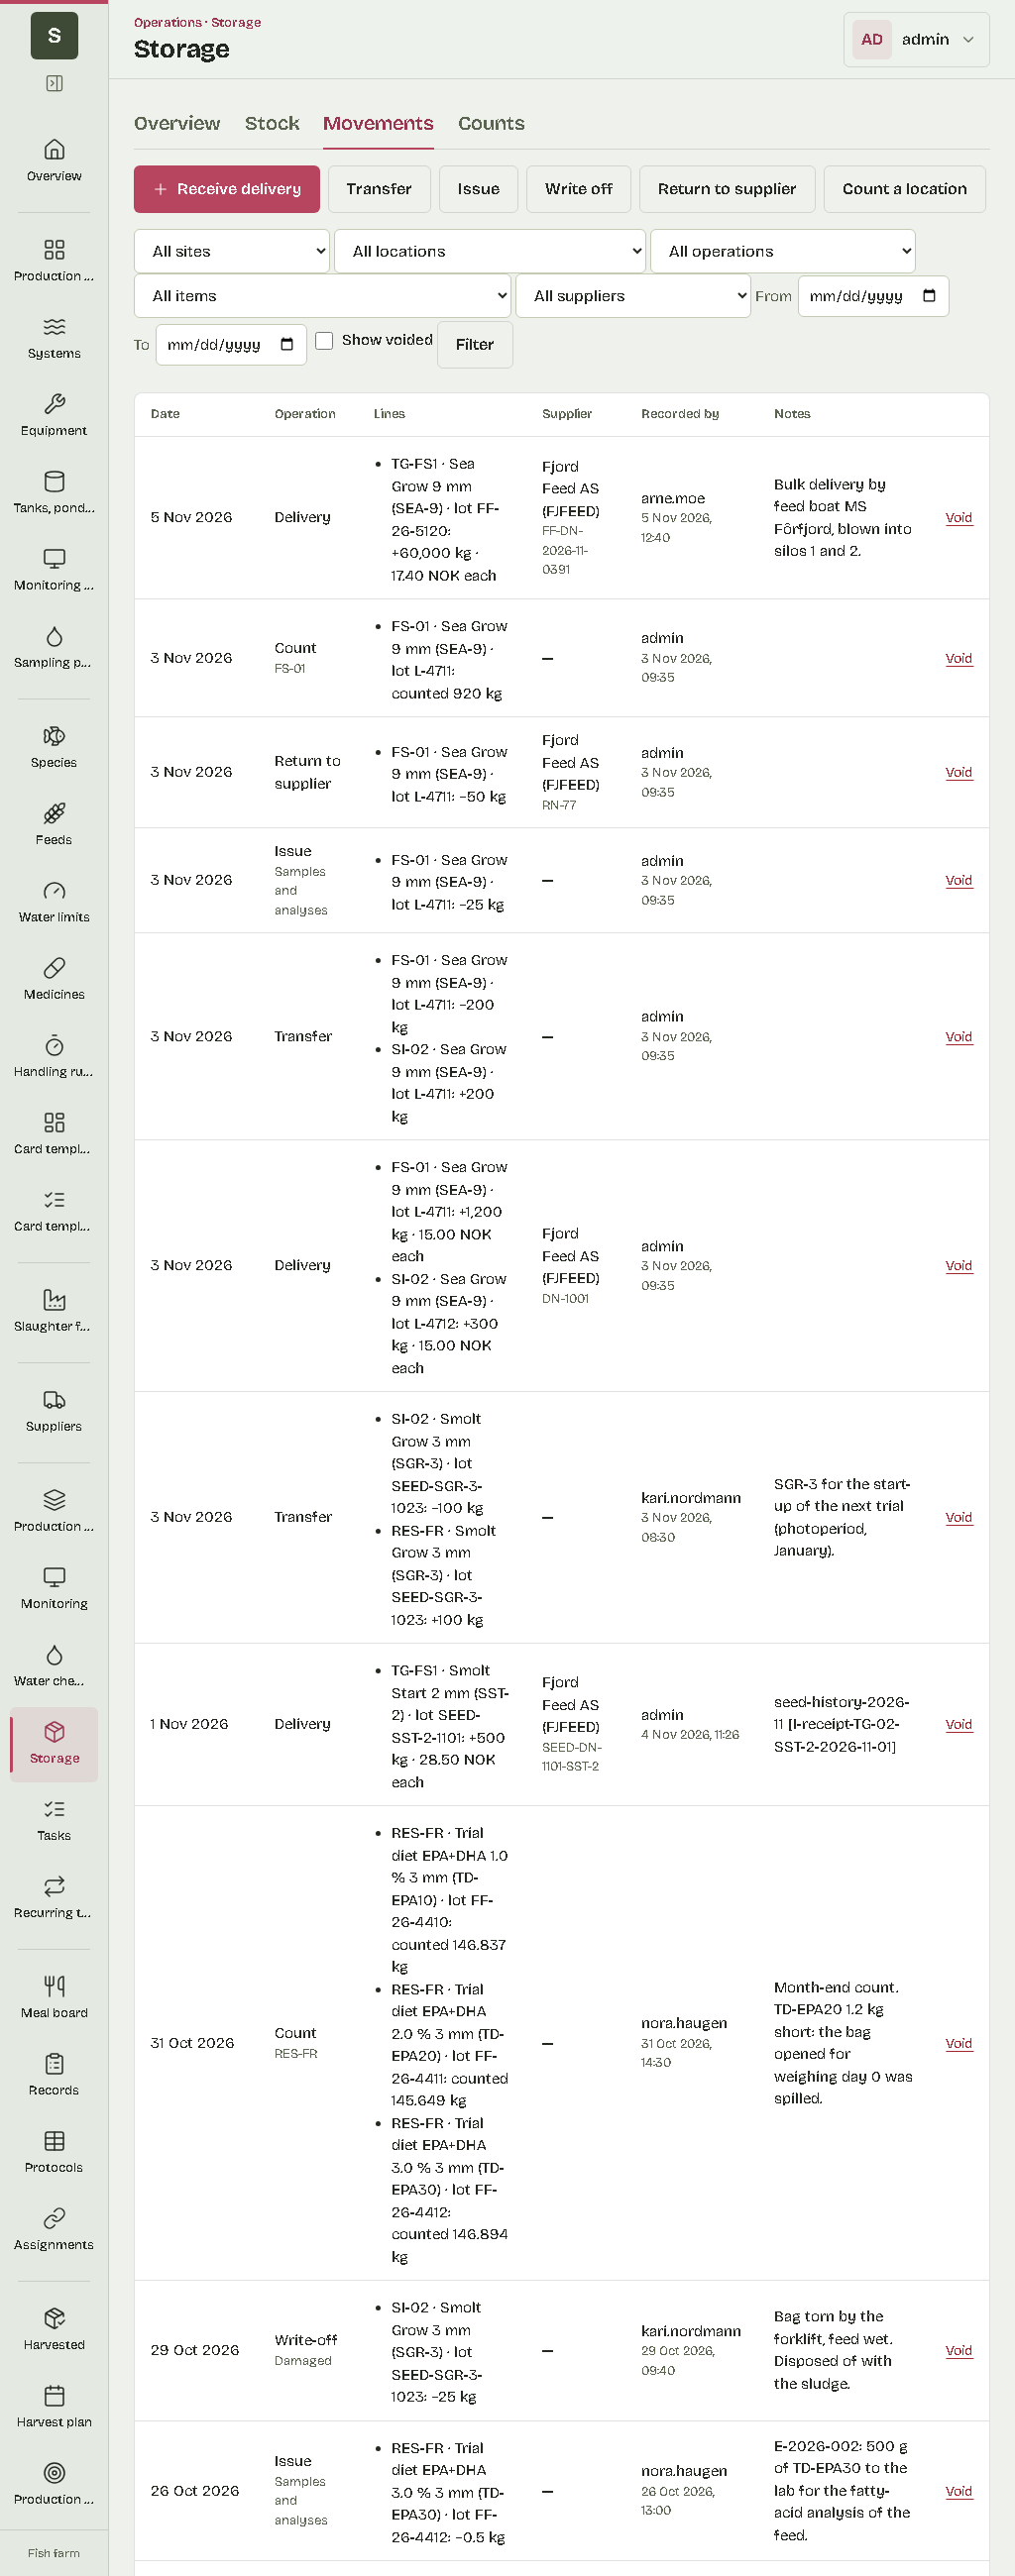 S
Operations · Storage
Storage
AD admin
Overview
Production ...
Systems
Equipment
Tanks, pond...
Monitoring ...
Sampling p...
Species
Feeds
Water limits
Medicines
Handling ru...
Card templ...
Card templ...
Slaughter f...
Suppliers
Production ...
Monitoring
Water che...
Storage
Tasks
Recurring t...
Meal board
Records
Protocols
Assignments
Harvested
Harvest plan
Production ...
Fish farm
Overview Stock Movements Counts
+ Receive delivery Transfer Issue Write off Return to supplier Count a location
All sites All locations All operations
All items All suppliers From mm/dd/yyyy
To mm/dd/yyyy Show voided Filter
Date Operation Lines Supplier Recorded by Notes
5 Nov 2026
Delivery
• TG-FS1 · Sea
Grow 9 mm
(SEA-9) · lot FF-
26-5120:
+60,000 kg ·
17.40 NOK each
Fjord
Feed AS
(FJFEED)
FF-DN-
2026-11-
0391
arne.moe
5 Nov 2026,
12:40
Bulk delivery by
feed boat MS
Fôrfjord, blown into
silos 1 and 2.
Void
3 Nov 2026
Count
FS-01
• FS-01 · Sea Grow
9 mm (SEA-9) ·
lot L-4711:
counted 920 kg
—
admin
3 Nov 2026,
09:35
Void
3 Nov 2026
Return to
supplier
• FS-01 · Sea Grow
9 mm (SEA-9) ·
lot L-4711: −50 kg
Fjord
Feed AS
(FJFEED)
RN-77
admin
3 Nov 2026,
09:35
Void
3 Nov 2026
Issue
Samples
and
analyses
• FS-01 · Sea Grow
9 mm (SEA-9) ·
lot L-4711: −25 kg
—
admin
3 Nov 2026,
09:35
Void
3 Nov 2026
Transfer
• FS-01 · Sea Grow
9 mm (SEA-9) ·
lot L-4711: −200
kg
• SI-02 · Sea Grow
9 mm (SEA-9) ·
lot L-4711: +200
kg
—
admin
3 Nov 2026,
09:35
Void
3 Nov 2026
Delivery
• FS-01 · Sea Grow
9 mm (SEA-9) ·
lot L-4711: +1,200
kg · 15.00 NOK
each
• SI-02 · Sea Grow
9 mm (SEA-9) ·
lot L-4712: +300
kg · 15.00 NOK
each
Fjord
Feed AS
(FJFEED)
DN-1001
admin
3 Nov 2026,
09:35
Void
3 Nov 2026
Transfer
• SI-02 · Smolt
Grow 3 mm
(SGR-3) · lot
SEED-SGR-3-
1023: −100 kg
• RES-FR · Smolt
Grow 3 mm
(SGR-3) · lot
SEED-SGR-3-
1023: +100 kg
—
kari.nordmann
3 Nov 2026,
08:30
SGR-3 for the start-
up of the next trial
(photoperiod,
January).
Void
1 Nov 2026
Delivery
• TG-FS1 · Smolt
Start 2 mm (SST-
2) · lot SEED-
SST-2-1101: +500
kg · 28.50 NOK
each
Fjord
Feed AS
(FJFEED)
SEED-DN-
1101-SST-2
admin
4 Nov 2026, 11:26
seed-history-2026-
11 [I-receipt-TG-02-
SST-2-2026-11-01]
Void
31 Oct 2026
Count
RES-FR
• RES-FR · Trial
diet EPA+DHA 1.0
% 3 mm (TD-
EPA10) · lot FF-
26-4410:
counted 146.837
kg
• RES-FR · Trial
diet EPA+DHA
2.0 % 3 mm (TD-
EPA20) · lot FF-
26-4411: counted
145.649 kg
• RES-FR · Trial
diet EPA+DHA
3.0 % 3 mm (TD-
EPA30) · lot FF-
26-4412:
counted 146.894
kg
—
nora.haugen
31 Oct 2026,
14:30
Month-end count.
TD-EPA20 1.2 kg
short: the bag
opened for
weighing day 0 was
spilled.
Void
29 Oct 2026
Write-off
Damaged
• SI-02 · Smolt
Grow 3 mm
(SGR-3) · lot
SEED-SGR-3-
1023: −25 kg
—
kari.nordmann
29 Oct 2026,
09:40
Bag torn by the
forklift, feed wet.
Disposed of with
the sludge.
Void
26 Oct 2026
Issue
Samples
and
analyses
• RES-FR · Trial
diet EPA+DHA
3.0 % 3 mm (TD-
EPA30) · lot FF-
26-4412: −0.5 kg
—
nora.haugen
26 Oct 2026,
13:00
E-2026-002: 500 g
of TD-EPA30 to the
lab for the fatty-
acid analysis of the
feed.
Void